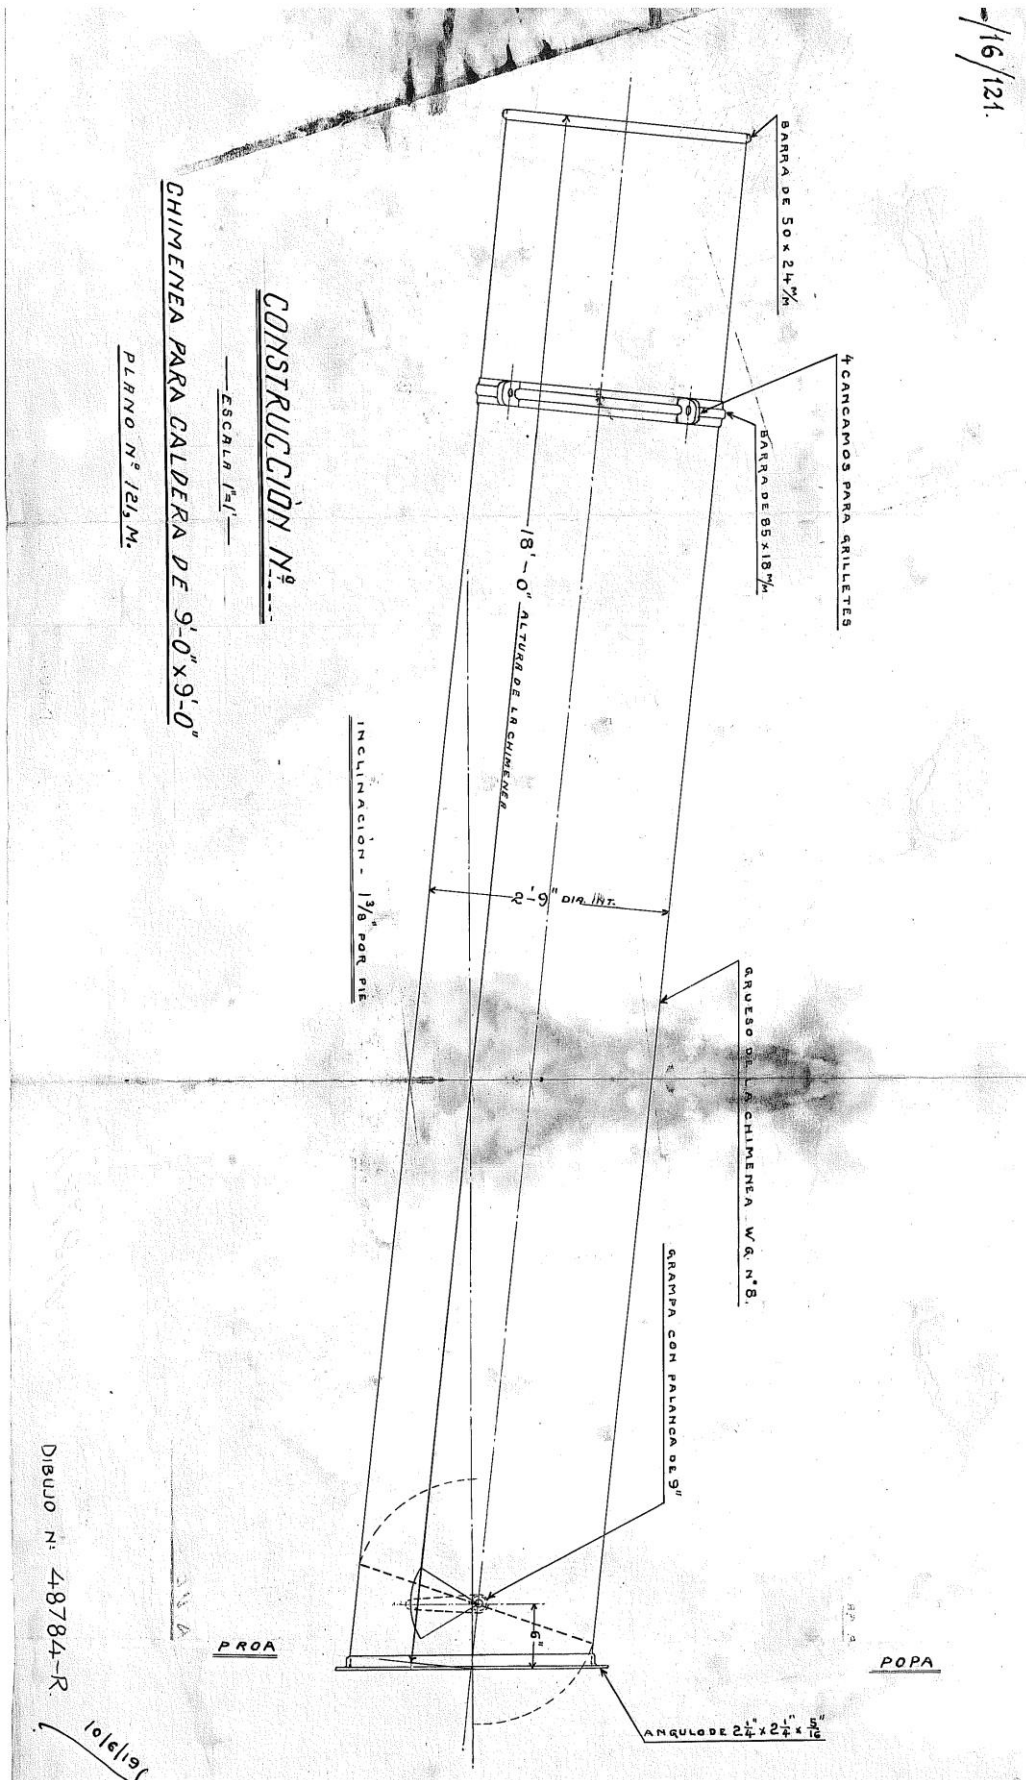 -/16/121.
BARRA DE 50 x 24 M/M
4 CANCAMOS PARA GRILLETES
BARRA DE 85 x 18 M/M
CONSTRUCCIÓN Nº-----
ESCALA 1"=1'
CHIMENEA PARA CALDERA DE 9'-0" x 9'-0"
PLANO Nº 121, M.
18'-0" ALTURA DE LA CHIMENEA
INCLINACIÓN - 1 3/8" POR PIE
2'-9" DIA. INT.
GRUESO DE LA CHIMENEA W.G. Nº 8.
GRAMPA CON PALANCA DE 9"
6"
PROA
POPA
ANGULO DE 2 1/4" x 2 1/4" x 5/16"
DIBUJO Nº 48784-R.